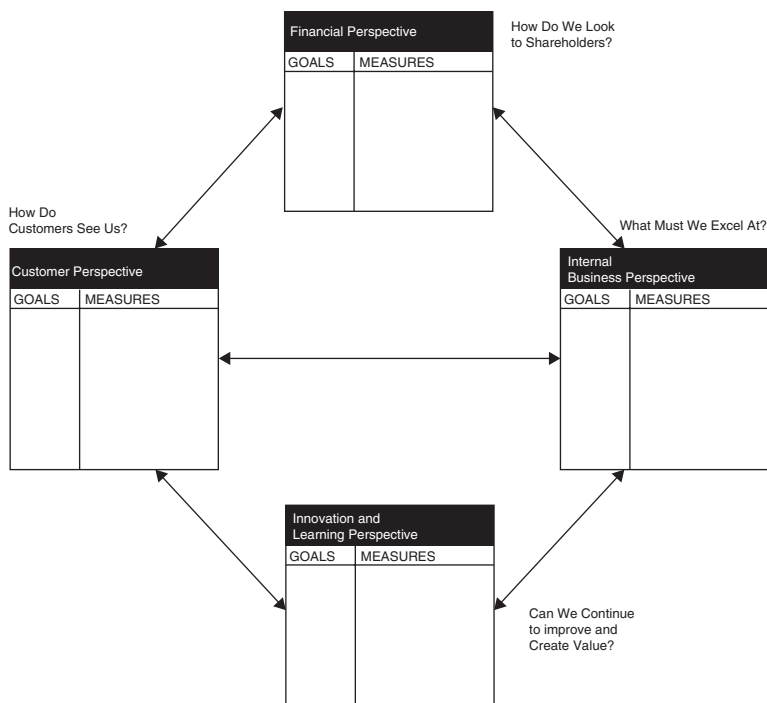 Financial Perspective
How Do We Look
to Shareholders?
GOALS MEASURES
How Do
Customers See Us?
What Must We Excel At?
Customer Perspective
GOALS MEASURES
Internal
Business Perspective
GOALS MEASURES
Innovation and
Learning Perspective
GOALS MEASURES
Can We Continue
to improve and
Create Value?